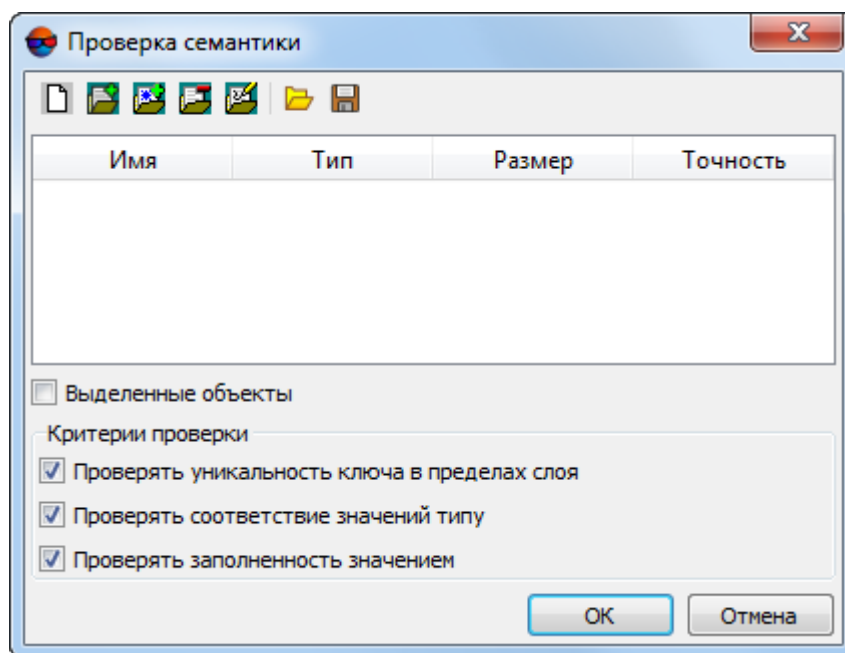 Проверка семантики
Имя Тип Размер Точность
Выделенные объекты
Критерии проверки
Проверять уникальность ключа в пределах слоя
Проверять соответствие значений типу
Проверять заполненность значением
OK Отмена